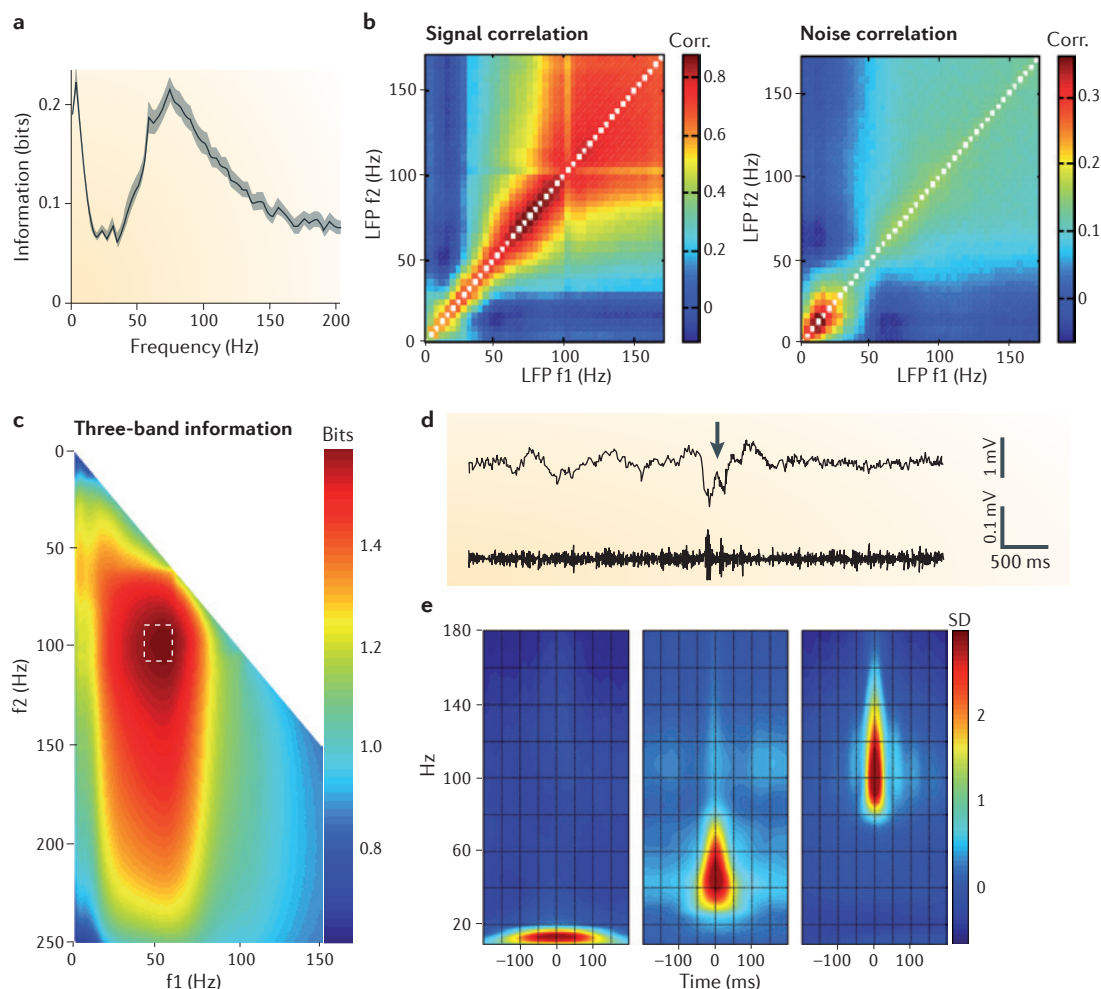 a
Information (bits)
0.2
0.1
0
0 50 100 150 200
Frequency (Hz)
b
Signal correlation
Corr.
LFP f2 (Hz)
150
100
50
0
0 50 100 150
LFP f1 (Hz)
0.8
0.6
0.4
0.2
0
Noise correlation
Corr.
LFP f2 (Hz)
150
100
50
0
0 50 100 150
LFP f1 (Hz)
0.3
0.2
0.1
0
c
Three-band information
Bits
f2 (Hz)
0
50
100
150
200
250
0 50 100 150
f1 (Hz)
1.4
1.2
1.0
0.8
d
1 mV
0.1 mV
500 ms
e
SD
Hz
180
140
100
60
20
−100 0 100
−100 0 100
−100 0 100
Time (ms)
2
1
0